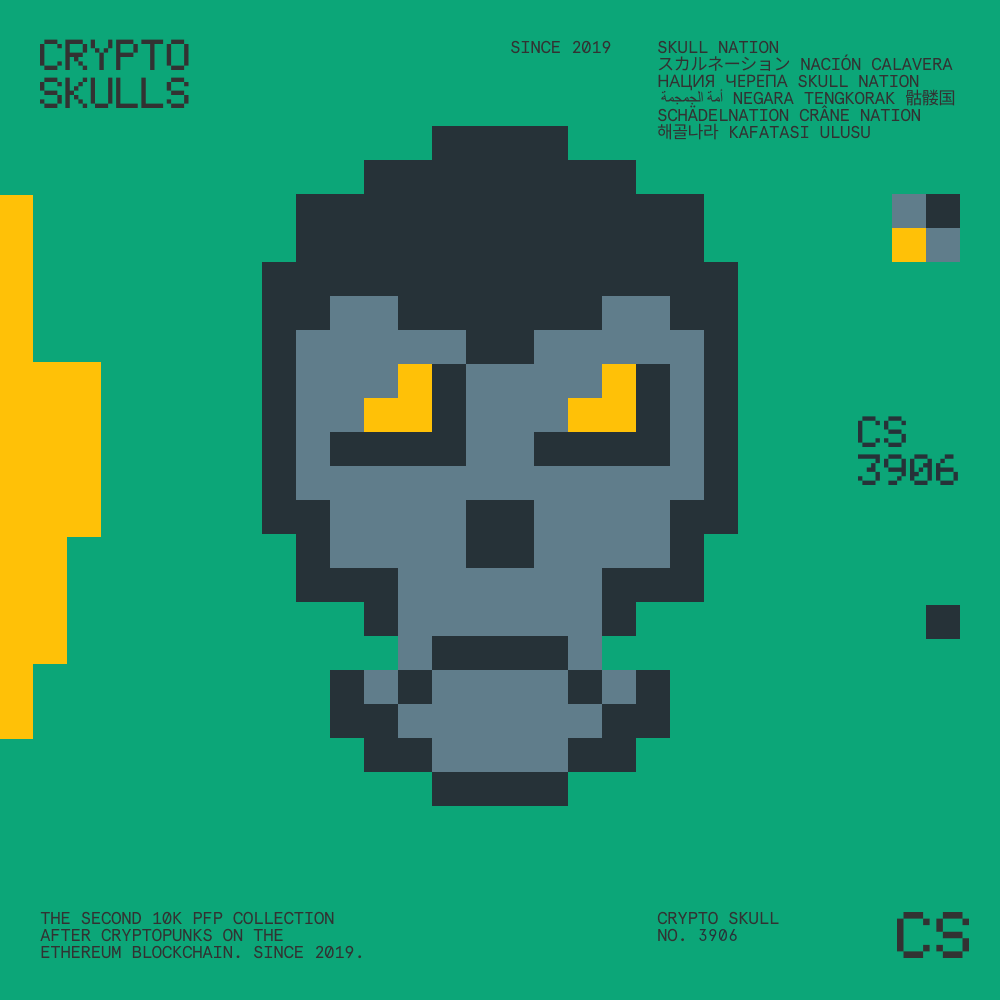 CRYPTO
SKULLS
SINCE 2019
SKULL NATION
スカルネーション NACIÓN CALAVERA
НАЦИЯ ЧЕРЕПА SKULL NATION
أمة الجمجمة NEGARA TENGKORAK 骷髅国
SCHÄDELNATION CRÂNE NATION
해골나라 KAFATASI ULUSU
CS
3906
THE SECOND 10K PFP COLLECTION
AFTER CRYPTOPUNKS ON THE
ETHEREUM BLOCKCHAIN. SINCE 2019.
CRYPTO SKULL
NO. 3906
CS